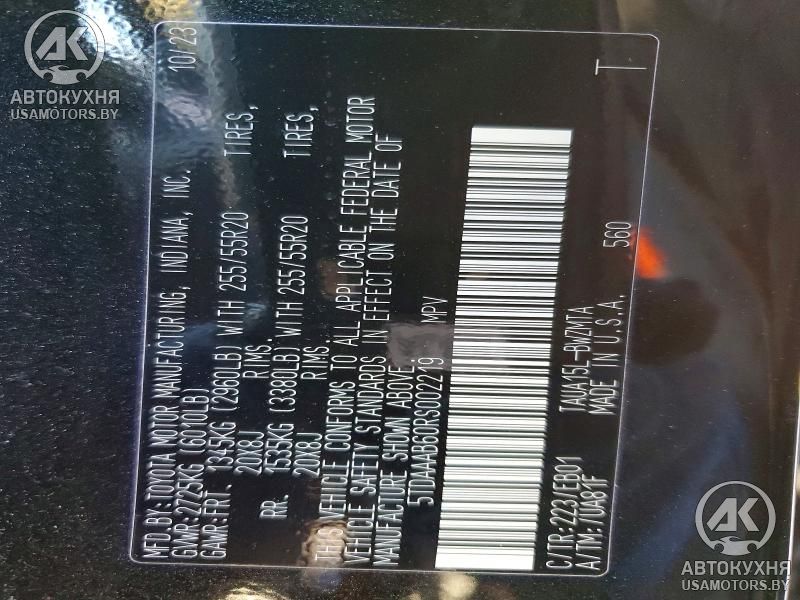 MFD.BY:TOYOTA MOTOR MANUFACTURING, INDIANA, INC. 10/23
GVWR:2725KG(6010LB)
GAWR:FRT. 1345KG(2960LB)WITH 255/55R20 TIRES,
20X8J RIMS,
RR. 1535KG(3380LB)WITH 255/55R20 TIRES,
20X8J RIMS
THIS VEHICLE CONFORMS TO ALL APPLICABLE FEDERAL MOTOR
VEHICLE SAFETY STANDARDS IN EFFECT ON THE DATE OF
MANUFACTURE SHOWN ABOVE.
5TDAAAB60RS002219 MPV
C/TR:223/EB01 TAUA15L-BWZMTA T
A/TM:/UA81F MADE IN U.S.A. 560
АК
АВТОКУХНЯ
USAMOTORS.BY
АК
АВТОКУХНЯ
USAMOTORS.BY